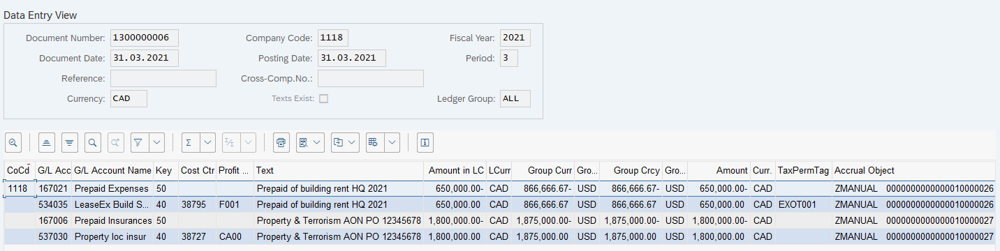 Data Entry View
Document Number: 1300000006 Company Code: 1118 Fiscal Year: 2021
Document Date: 31.03.2021 Posting Date: 31.03.2021 Period: 3
Reference: Cross-Comp.No.:
Currency: CAD Texts Exist: Ledger Group: ALL
CoCd G/L Acc G/L Account Name Key Cost Ctr Profit ... Text Amount in LC LCurr Group Curr Gro... Group Crcy Gro... Amount Curr. TaxPermTag Accrual Object
1118 167021 Prepaid Expenses 50 Prepaid of building rent HQ 2021 650,000.00- CAD 866,666.67- USD 866,666.67- USD 650,000.00- CAD ZMANUAL 00000000000000010000026
534035 LeaseEx Build S... 40 38795 F001 Prepaid of building rent HQ 2021 650,000.00 CAD 866,666.67 USD 866,666.67 USD 650,000.00 CAD EXOT001 ZMANUAL 00000000000000010000026
167006 Prepaid Insurances 50 Property & Terrorism AON PO 12345678 1,800,000.00- CAD 1,875,000.00- USD 1,875,000.00- USD 1,800,000.00- CAD ZMANUAL 00000000000000010000027
537030 Property loc insur 40 38727 CA00 Property & Terrorism AON PO 12345678 1,800,000.00 CAD 1,875,000.00 USD 1,875,000.00 USD 1,800,000.00 CAD ZMANUAL 00000000000000010000027